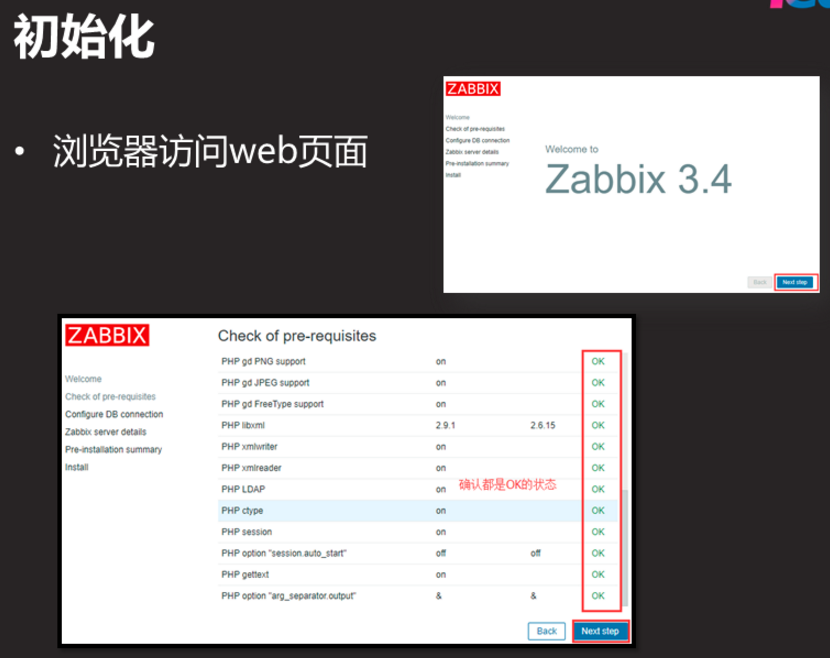 初始化
• 浏览器访问web页面
ZABBIX
Welcome
Check of pre-requisites
Configure DB connection
Zabbix server details
Pre-installation summary
Install
Welcome to
Zabbix 3.4
Back Next step
ZABBIX
Welcome
Check of pre-requisites
Configure DB connection
Zabbix server details
Pre-installation summary
Install
Check of pre-requisites
PHP gd PNG support on OK
PHP gd JPEG support on OK
PHP gd FreeType support on OK
PHP libxml 2.9.1 2.6.15 OK
PHP xmlwriter on OK
PHP xmlreader on OK
PHP LDAP on OK
确认都是OK的状态
PHP ctype on OK
PHP session on OK
PHP option "session.auto_start" off off OK
PHP gettext on OK
PHP option "arg_separator.output" & & OK
Back Next step